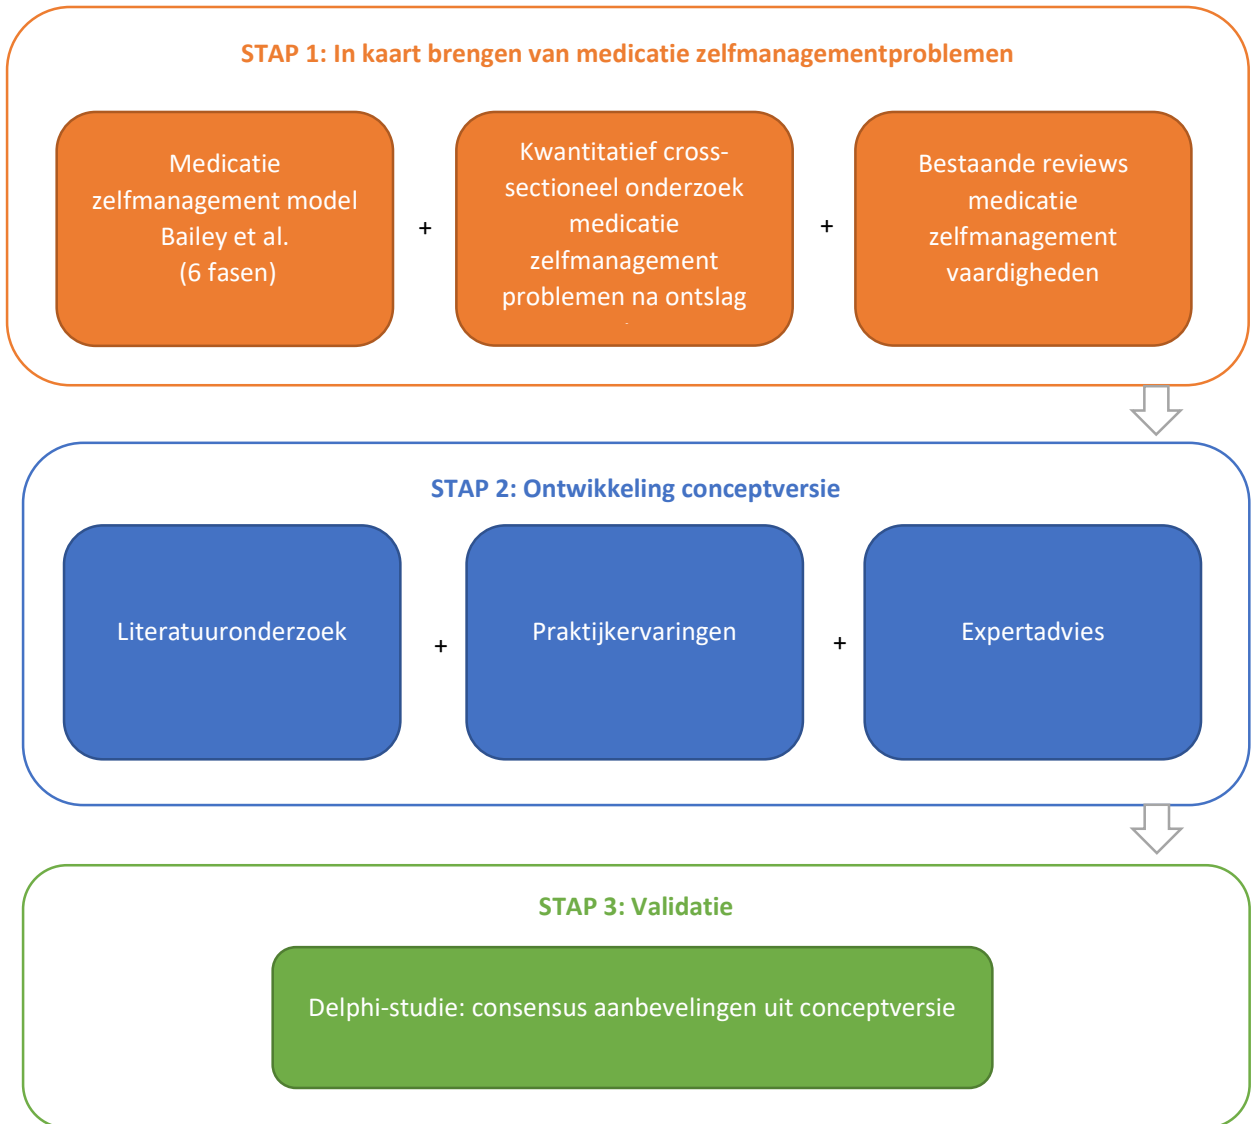 STAP 1: In kaart brengen van medicatie zelfmanagementproblemen
Medicatie
zelfmanagement model
Bailey et al.
(6 fasen)
+
Kwantitatief cross-
sectioneel onderzoek
medicatie
zelfmanagement
problemen na ontslag
+
Bestaande reviews
medicatie
zelfmanagement
vaardigheden
STAP 2: Ontwikkeling conceptversie
Literatuuronderzoek
+
Praktijkervaringen
+
Expertadvies
STAP 3: Validatie
Delphi-studie: consensus aanbevelingen uit conceptversie